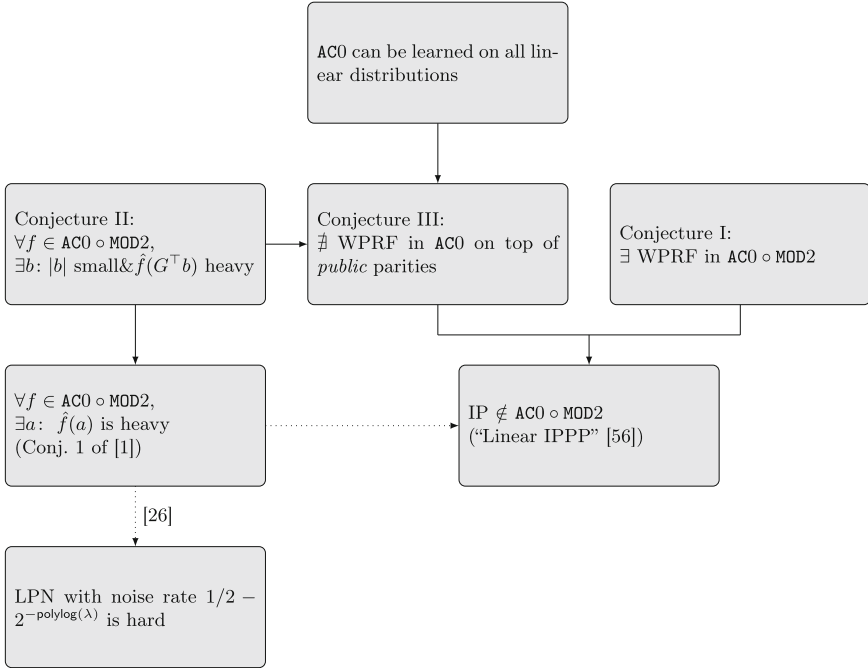 AC0 can be learned on all lin-
ear distributions
Conjecture II:
∀f ∈ AC0 ∘ MOD2,
∃b: |b| small&f̂(G⊤b) heavy
Conjecture III:
∄ WPRF in AC0 on top of
public parities
Conjecture I:
∃ WPRF in AC0 ∘ MOD2
∀f ∈ AC0 ∘ MOD2,
∃a: f̂(a) is heavy
(Conj. 1 of [1])
IP ∉ AC0 ∘ MOD2
(“Linear IPPP” [56])
[26]
LPN with noise rate 1/2 −
2^{−polylog(λ)} is hard